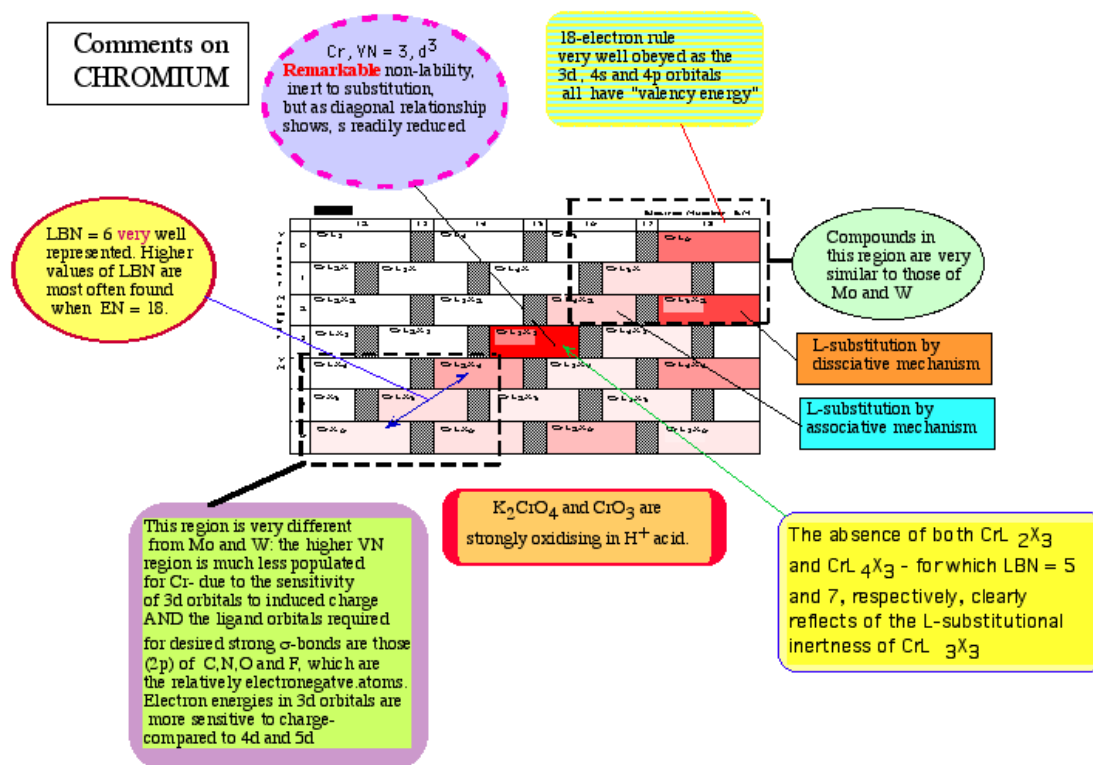 Comments on
CHROMIUM
Cr, VN = 3, d³
Remarkable non-lability,
inert to substitution,
but as diagonal relationship
shows, s readily reduced
18-electron rule
very well obeyed as the
3d, 4s and 4p orbitals
all have "valency energy"
LBN = 6 very well
represented. Higher
values of LBN are
most often found
when EN = 18.
Compounds in
this region are very
similar to those of
Mo and W
L-substitution by
dissciative mechanism
L-substitution by
associative mechanism
K₂CrO₄ and CrO₃ are
strongly oxidising in H⁺ acid.
This region is very different
from Mo and W: the higher VN
region is much less populated
for Cr- due to the sensitivity
of 3d orbitals to induced charge
AND the ligand orbitals required
for desired strong σ-bonds are those
(2p) of C,N,O and F, which are
the relatively electronegatve.atoms.
Electron energies in 3d orbitals are
more sensitive to charge-
compared to 4d and 5d
The absence of both CrL ₂X₃
and CrL ₄X₃ - for which LBN = 5
and 7, respectively, clearly
reflects of the L-substitutional
inertness of CrL ₃X₃